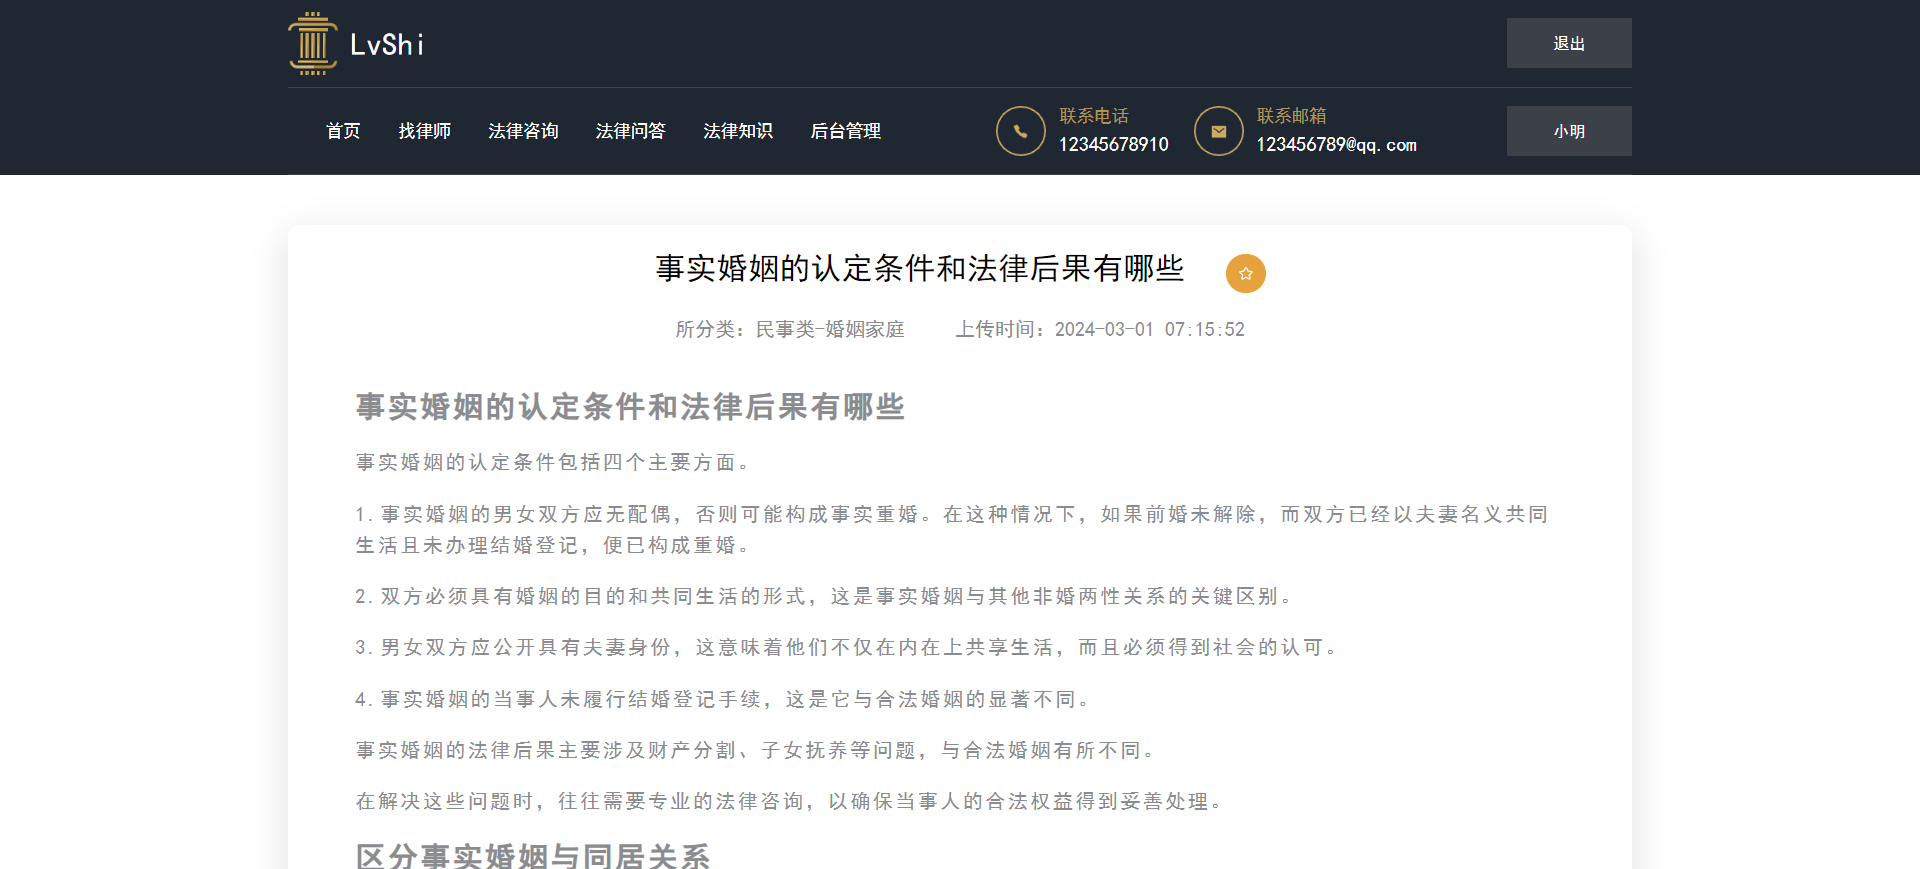 LvShi
退出
首页 找律师 法律咨询 法律问答 法律知识 后台管理
联系电话
12345678910
联系邮箱
123456789@qq.com
小明
事实婚姻的认定条件和法律后果有哪些
所分类：民事类-婚姻家庭 上传时间：2024-03-01 07:15:52
事实婚姻的认定条件和法律后果有哪些
事实婚姻的认定条件包括四个主要方面。
1.事实婚姻的男女双方应无配偶，否则可能构成事实重婚。在这种情况下，如果前婚未解除，而双方已经以夫妻名义共同
生活且未办理结婚登记，便已构成重婚。
2.双方必须具有婚姻的目的和共同生活的形式，这是事实婚姻与其他非婚两性关系的关键区别。
3.男女双方应公开具有夫妻身份，这意味着他们不仅在内在上共享生活，而且必须得到社会的认可。
4.事实婚姻的当事人未履行结婚登记手续，这是它与合法婚姻的显著不同。
事实婚姻的法律后果主要涉及财产分割、子女抚养等问题，与合法婚姻有所不同。
在解决这些问题时，往往需要专业的法律咨询，以确保当事人的合法权益得到妥善处理。
区分事实婚姻与同居关系